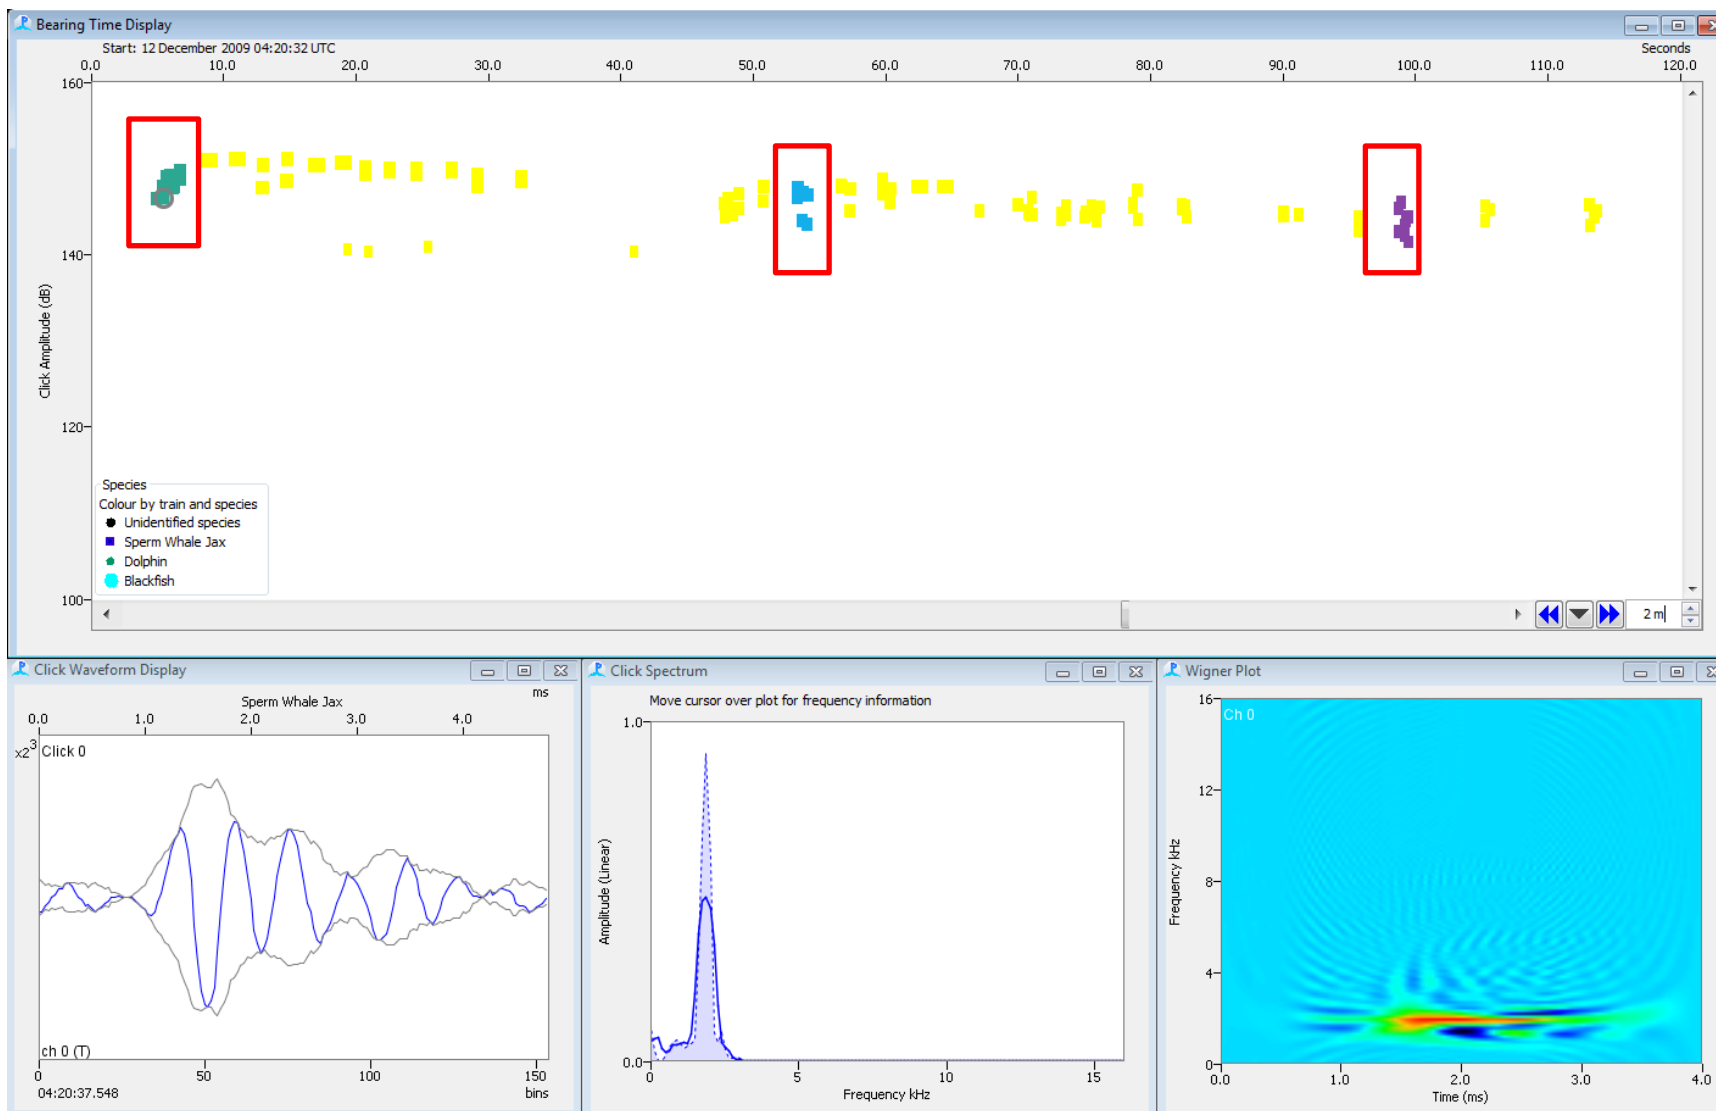 Bearing Time Display
Start: 12 December 2009 04:20:32 UTC
Seconds
0.0 10.0 20.0 30.0 40.0 50.0 60.0 70.0 80.0 90.0 100.0 110.0 120.0
160
140
120
100
Click Amplitude (dB)
Species
Colour by train and species
Unidentified species
Sperm Whale Jax
Dolphin
Blackfish
2 m
Click Waveform Display
Sperm Whale Jax
ms
0.0 1.0 2.0 3.0 4.0
x2^3
Click 0
ch 0 (T)
0 50 100 150
04:20:37.548
bins
Click Spectrum
Move cursor over plot for frequency information
1.0
0.0
Amplitude (Linear)
0 5 10 15
Frequency kHz
Wigner Plot
Ch 0
16
12
8
4
0
Frequency kHz
0.0 1.0 2.0 3.0 4.0
Time (ms)